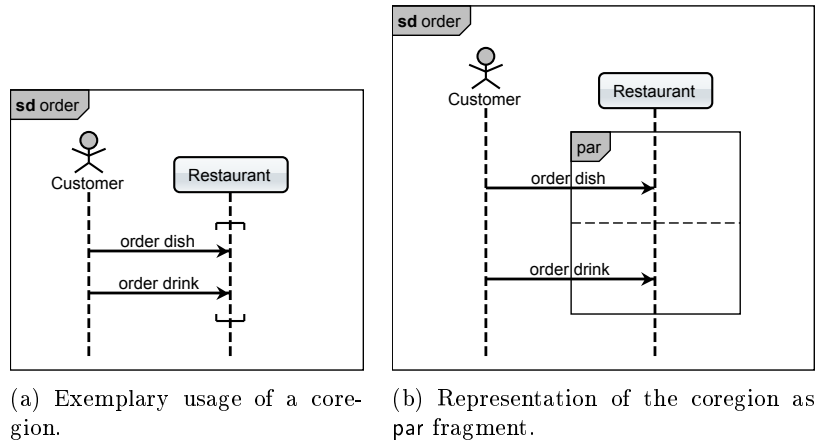 sd order
Customer
Restaurant
order dish
order drink
(a) Exemplary usage of a core-
gion.
sd order
Customer
Restaurant
par
order dish
order drink
(b) Representation of the coregion as
par fragment.